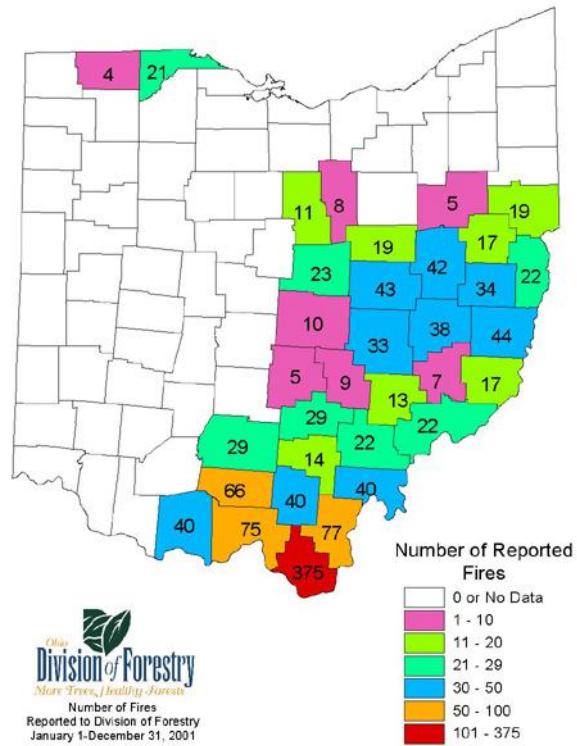 4
21
11
8
5
19
19
17
23
42
22
43
34
10
38
44
33
5
9
7
17
13
29
22
29
22
14
66
40
40
40
75
77
375
Number of Reported
Fires
0 or No Data
1 - 10
11 - 20
21 - 29
30 - 50
50 - 100
101 - 375
Ohio
Division of Forestry
More Trees, Healthy Forests
Number of Fires
Reported to Division of Forestry
January 1-December 31, 2001